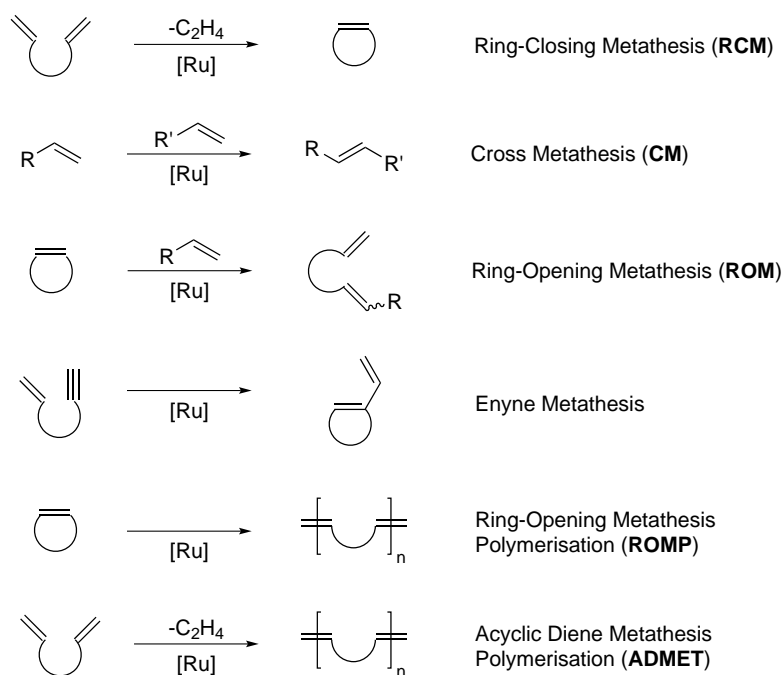 -C2H4
[Ru]
Ring-Closing Metathesis (RCM)
R
R'
[Ru]
R
R'
Cross Metathesis (CM)
R
[Ru]
R
Ring-Opening Metathesis (ROM)
[Ru]
Enyne Metathesis
[Ru]
n
Ring-Opening Metathesis
Polymerisation (ROMP)
-C2H4
[Ru]
n
Acyclic Diene Metathesis
Polymerisation (ADMET)